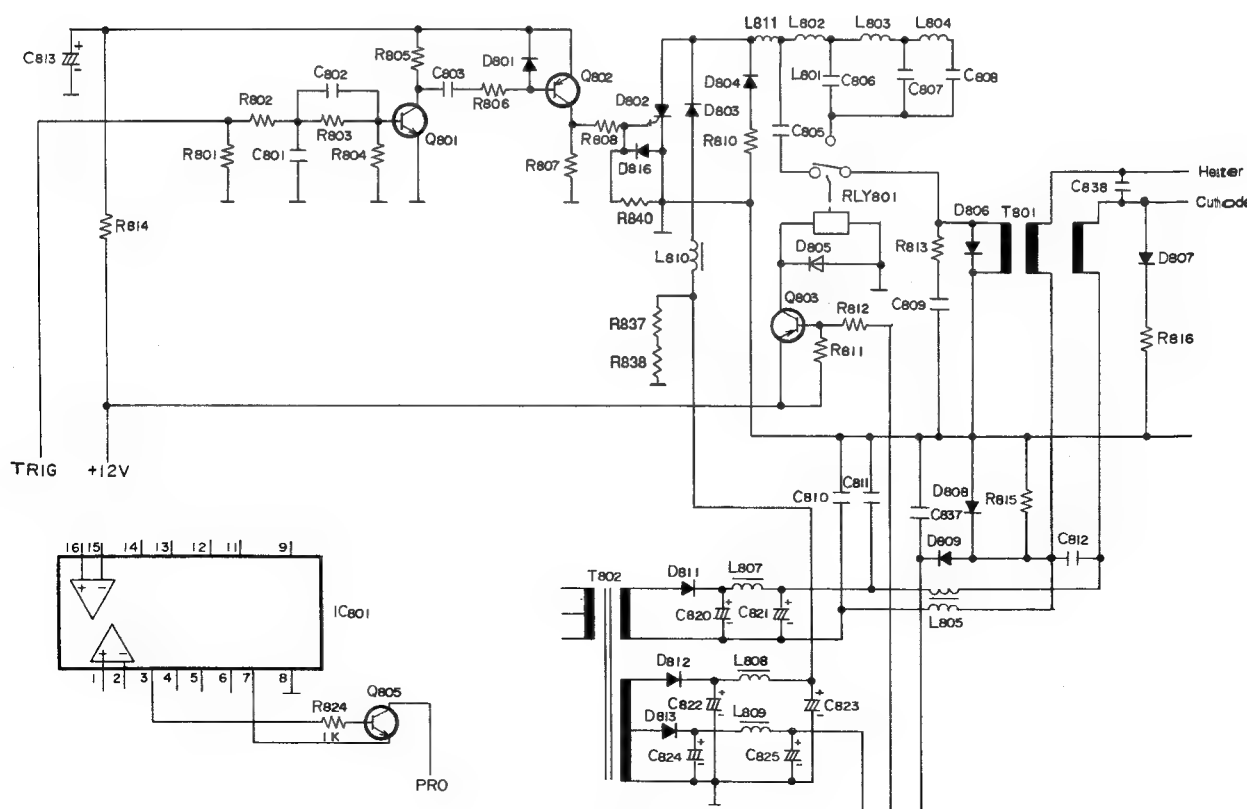 L811 L802 L803 L804
C813
R805 D801
C802 C803 Q802
R802 R806
D802 D803 D804 L801 C806 C807 C808
R803 Q801
R801 C801 R804
R808 R810 C805
R807 D816
R840
RLY801
Heater
C838
Cathode
R814
D806 T801
L810 D805 R813 D807
Q803 R812 C809
R837 R811 R816
R838
TRIG +12V
C810 C811 D808 R815
C837
D809 C812
16 15 14 13 12 11 9
+ - IC801
+ -
1 2 3 4 5 6 7 8
T802 D811 L807
C820 C821 L805
D812 L808
C822 C823
D813 L809
C824 C825
R824 Q805
1K
PRO